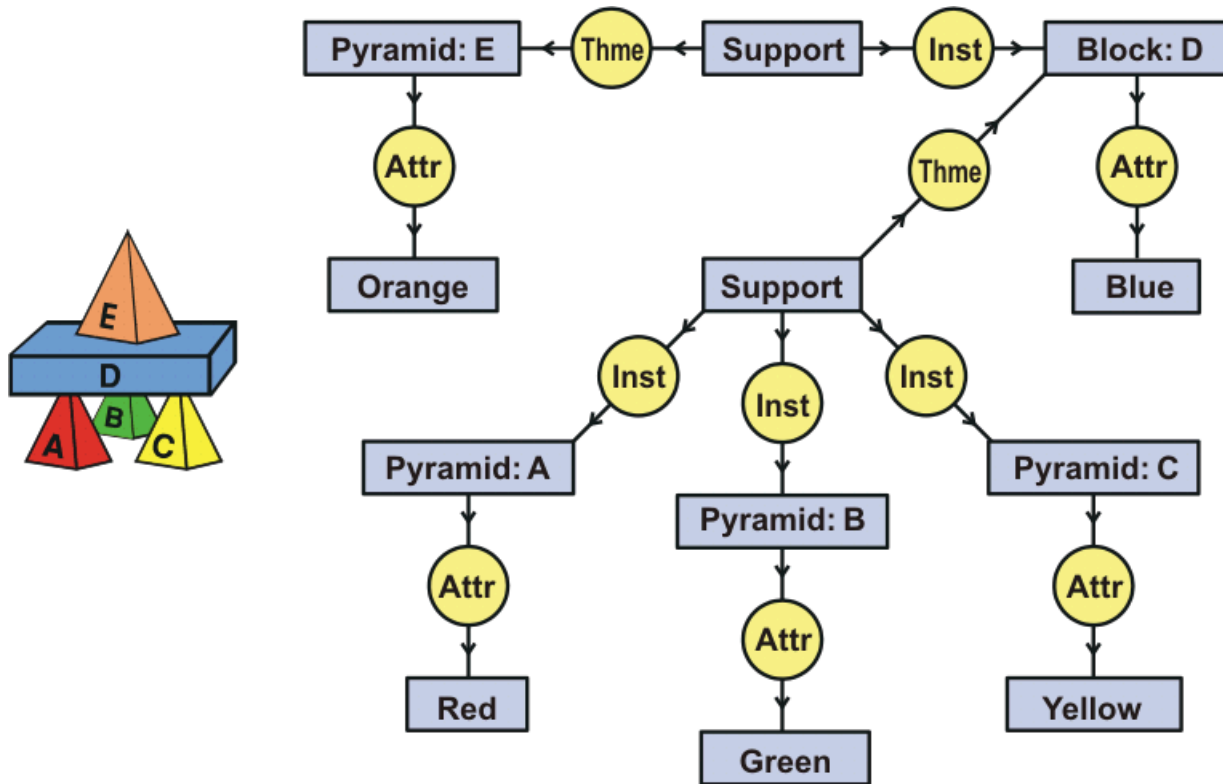 Pyramid: E
Thme
Support
Inst
Block: D
Attr
Thme
Attr
Orange
Support
Blue
E
D
A
B
C
Inst
Inst
Inst
Pyramid: A
Pyramid: B
Pyramid: C
Attr
Attr
Attr
Red
Green
Yellow